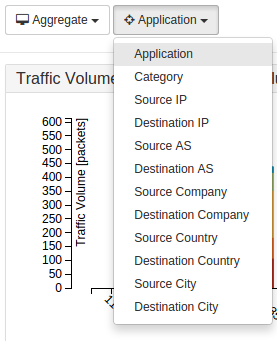 Aggregate
Application
Application
Category
Source IP
Destination IP
Source AS
Destination AS
Source Company
Destination Company
Source Country
Destination Country
Source City
Destination City
Traffic Volume
Traffic Volume [packets]
600
550
500
450
400
350
300
250
200
150
100
50
0